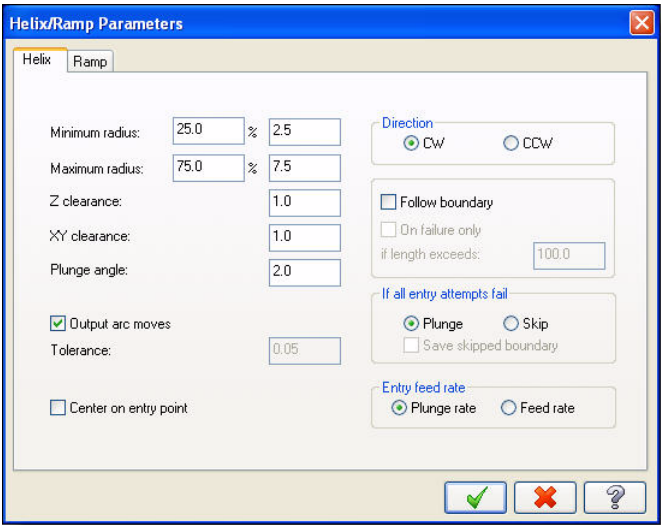 Helix/Ramp Parameters
Helix Ramp
Minimum radius: 25.0 % 2.5
Maximum radius: 75.0 % 7.5
Z clearance: 1.0
XY clearance: 1.0
Plunge angle: 2.0
Output arc moves
Tolerance: 0.05
Center on entry point
Direction
CW CCW
Follow boundary
On failure only
if length exceeds: 100.0
If all entry attempts fail
Plunge Skip
Save skipped boundary
Entry feed rate
Plunge rate Feed rate
?